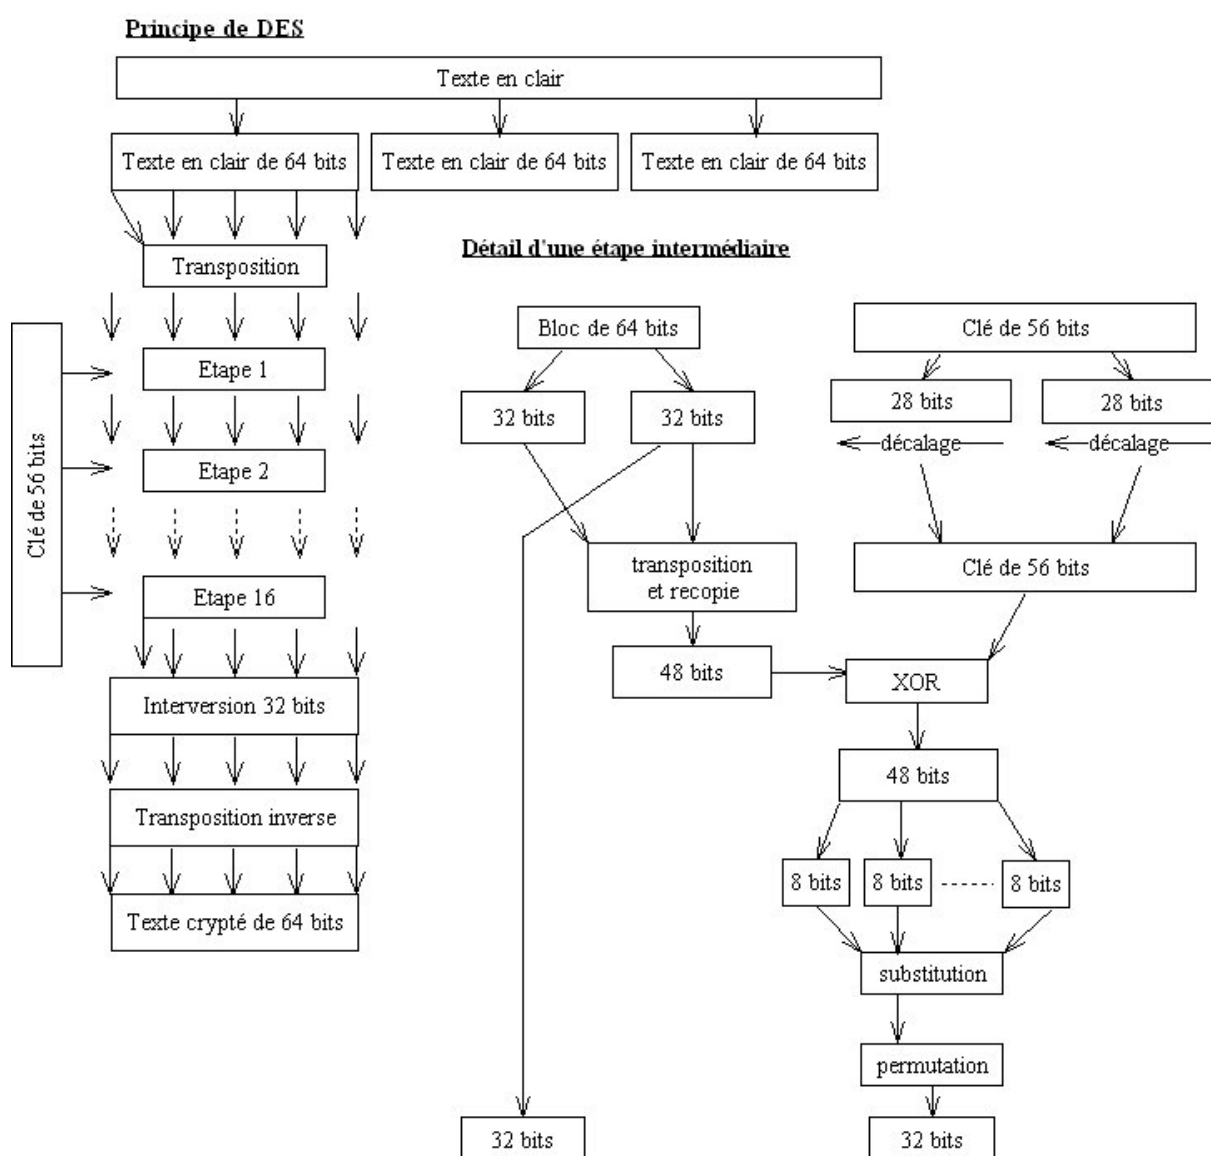 Principe de DES
Texte en clair
Texte en clair de 64 bits
Texte en clair de 64 bits
Texte en clair de 64 bits
Transposition
Clé de 56 bits
Etape 1
Etape 2
Etape 16
Interversion 32 bits
Transposition inverse
Texte crypté de 64 bits
Détail d'une étape intermédiaire
Bloc de 64 bits
Clé de 56 bits
32 bits
32 bits
28 bits
28 bits
décalage
décalage
transposition
et recopie
Clé de 56 bits
48 bits
XOR
48 bits
8 bits
8 bits
8 bits
substitution
permutation
32 bits
32 bits